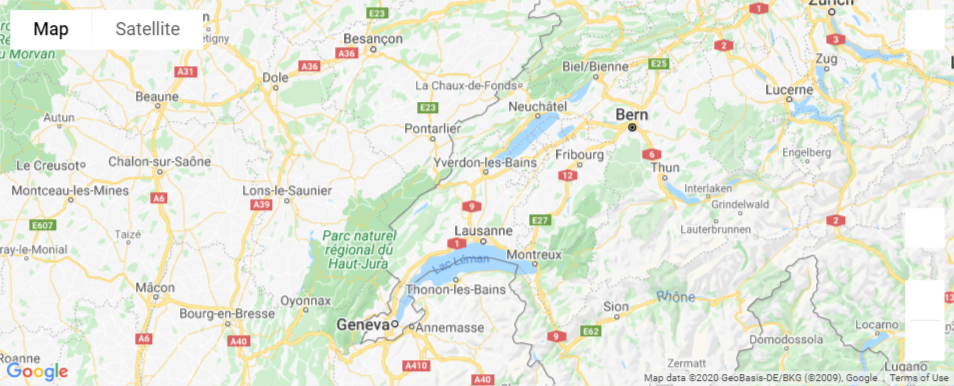 Map
Satellite
E23
Zurich
1
Besançon
A36
2
3
A31
A36
Biel/Bienne
E25
Zug
Dole
La Chaux-de-Fonds
Lucerne
Beaune
E23
Neuchâtel
Bern
Autun
Pontarlier
Le Creusot
Chalon-sur-Saône
Yverdon-les-Bains
Fribourg
6
Engelberg
Thun
12
Montceau-les-Mines
A6
Lons-le-Saunier
A39
Interlaken
9
Grindelwald
E607
E27
2
Taizé
Lausanne
Lauterbrunnen
Parc naturel
régional du
Haut-Jura
1
ray-le-Monial
Montreux
Lac Léman
Mâcon
Thonon-les-Bains
Oyonnax
Rhône
13
Bourg-en-Bresse
Sion
Geneva
Annemasse
E62
Locarno
A6
A40
9
Domodossola
Roanne
A410
Zermatt
Lugano
Google
A40
Map data ©2020 GeoBasis-DE/BKG (©2009), Google
Terms of Use